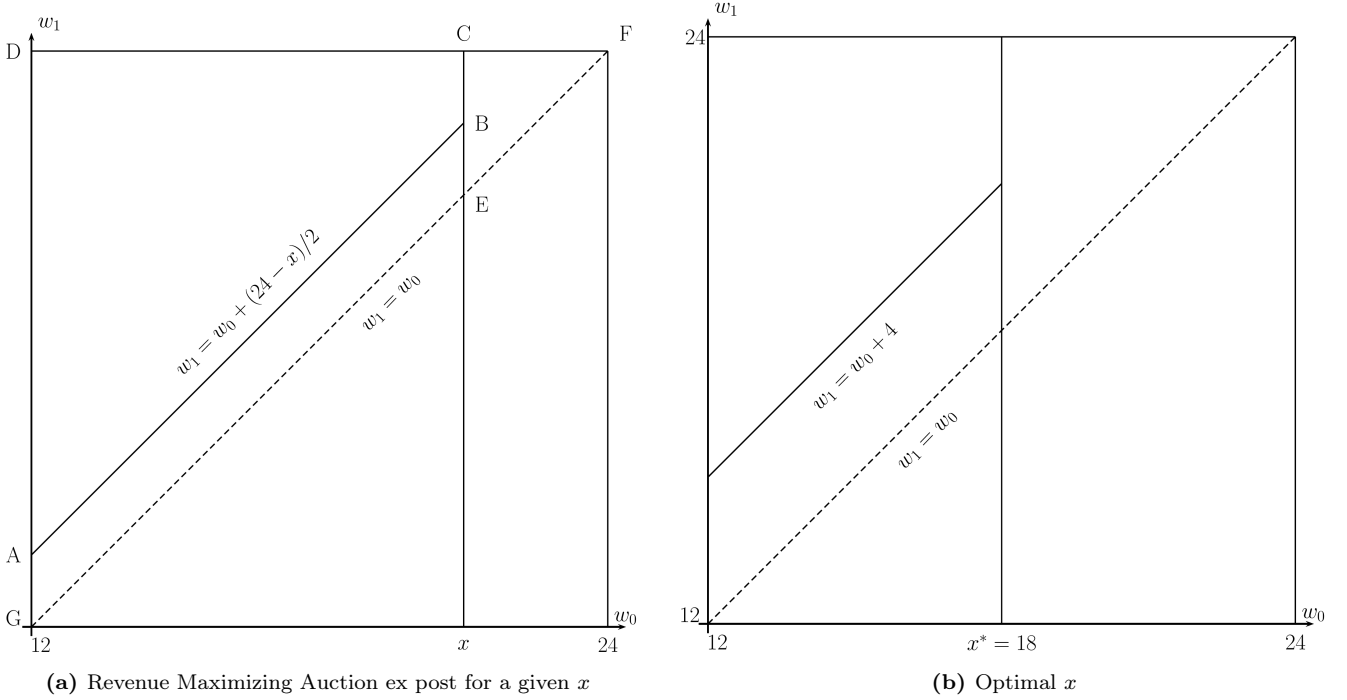 w₁
D
C
F
B
w₁ = w₀ + (24 − x)/2
E
w₁ = w₀
A
G
w₀
12
x
24
(a) Revenue Maximizing Auction ex post for a given x
w₁
24
w₁ = w₀ + 4
w₁ = w₀
12
w₀
12
x* = 18
24
(b) Optimal x